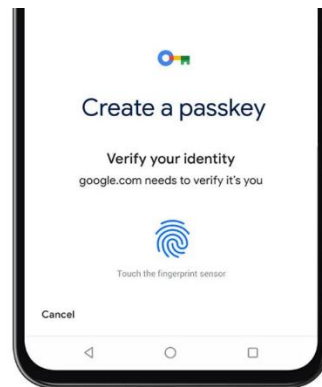 Create a passkey
Verify your identity
google.com needs to verify it's you
Touch the fingerprint sensor
Cancel